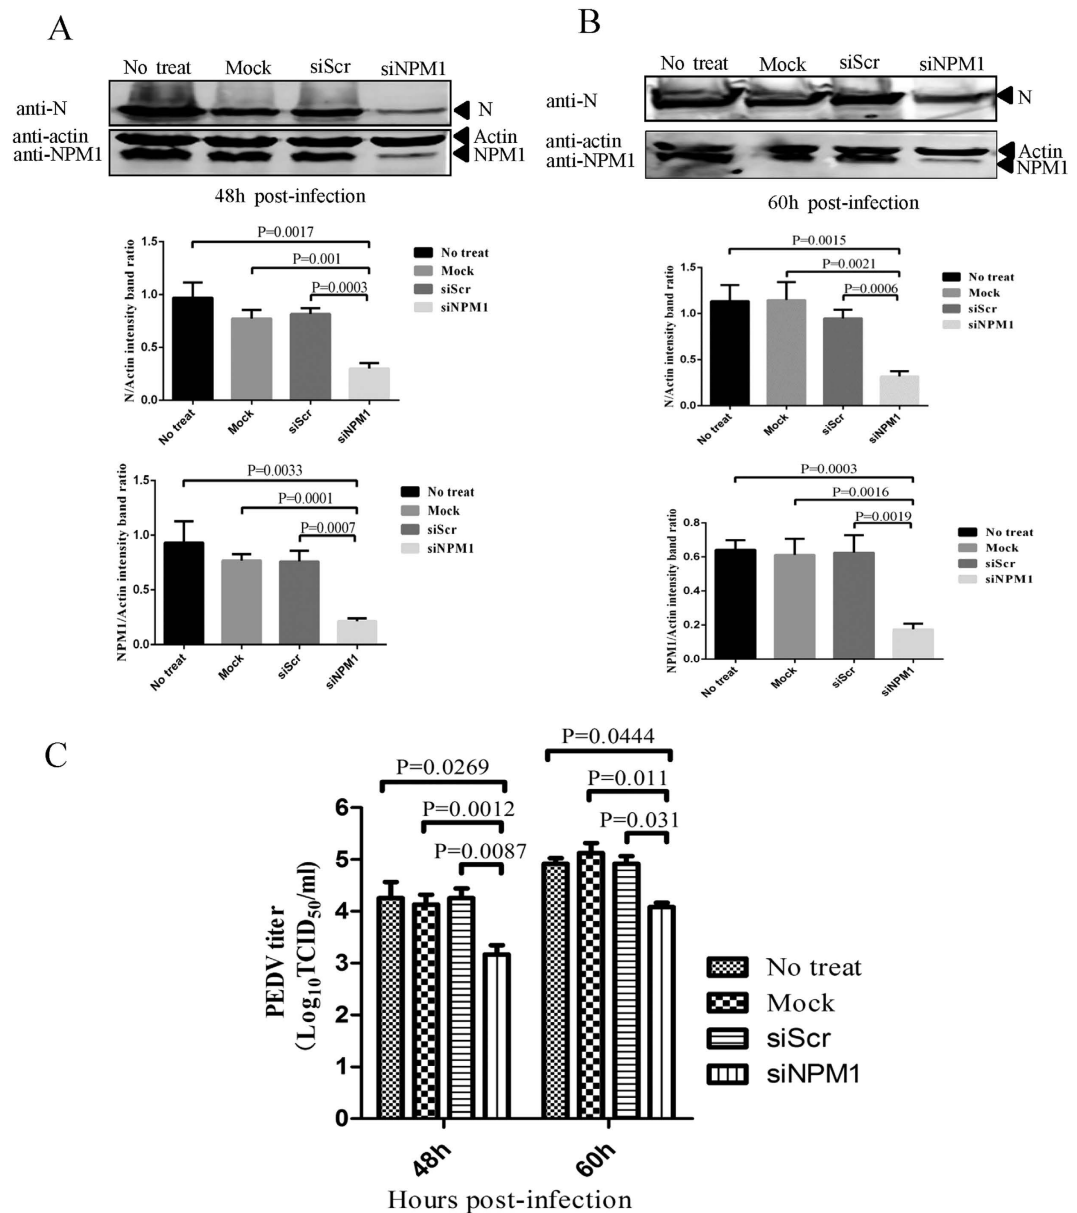 A
No treat Mock siScr siNPM1
anti-N N
anti-actin Actin
anti-NPM1 NPM1
48h post-infection
P=0.0017
P=0.001
P=0.0003
N/Actin intensity band ratio
1.5
1.0
0.5
0.0
No treat Mock siScr siNPM1
No treat
Mock
siScr
siNPM1
P=0.0033
P=0.0001
P=0.0007
NPM1/Actin intensity band ratio
1.5
1.0
0.5
0.0
No treat Mock siScr siNPM1
No treat
Mock
siScr
siNPM1
B
No treat Mock siScr siNPM1
anti-N N
anti-actin Actin
anti-NPM1 NPM1
60h post-infection
P=0.0015
P=0.0021
P=0.0006
N/Actin intensity band ratio
1.5
1.0
0.5
0.0
No treat Mock siScr siNPM1
No treat
Mock
siScr
siNPM1
P=0.0003
P=0.0016
P=0.0019
NPM1/Actin intensity band ratio
0.8
0.6
0.4
0.2
0.0
No treat Mock siScr siNPM1
No treat
Mock
siScr
siNPM1
C
P=0.0269
P=0.0012
P=0.0087
P=0.0444
P=0.011
P=0.031
PEDV titer
(Log10TCID50/ml)
6
5
4
3
2
1
0
48h 60h
Hours post-infection
No treat
Mock
siScr
siNPM1